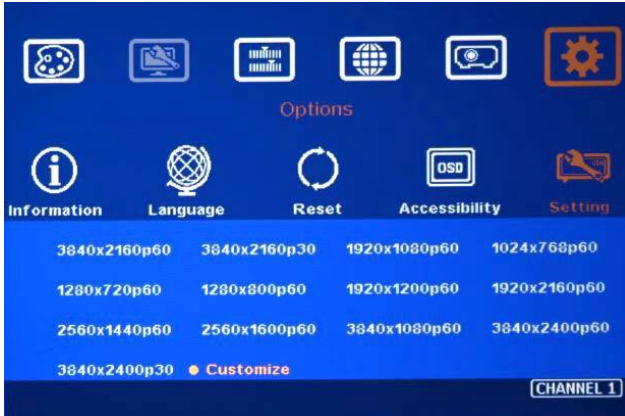 Options
OSD
Information Language Reset Accessibility Setting
3840x2160p60 3840x2160p30 1920x1080p60 1024x768p60
1280x720p60 1280x800p60 1920x1200p60 1920x2160p60
2560x1440p60 2560x1600p60 3840x1080p60 3840x2400p60
3840x2400p30 Customize
CHANNEL 1